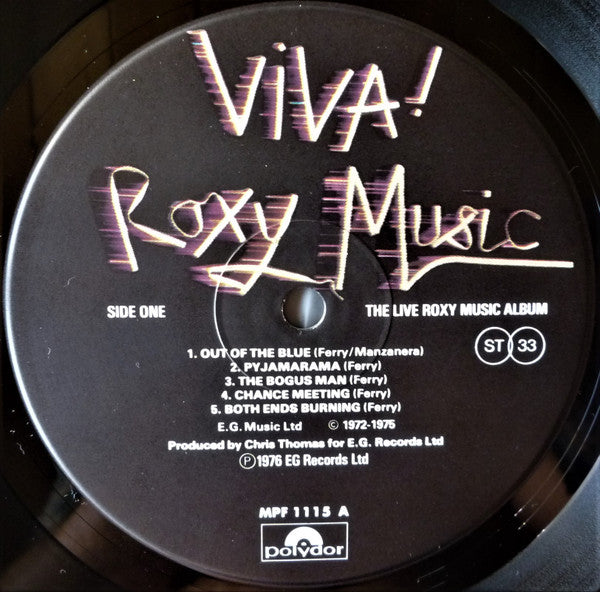 ViVA!
Roxy Music
SIDE ONE
THE LIVE ROXY MUSIC ALBUM
ST 33
1. OUT OF THE BLUE (Ferry/Manzanera)
2. PYJAMARAMA (Ferry)
3. THE BOGUS MAN (Ferry)
4. CHANCE MEETING (Ferry)
5. BOTH ENDS BURNING (Ferry)
E.G. Music Ltd © 1972-1975
Produced by Chris Thomas for E.G. Records Ltd
Ⓟ1976 EG Records Ltd
MPF 1115 A
polydor